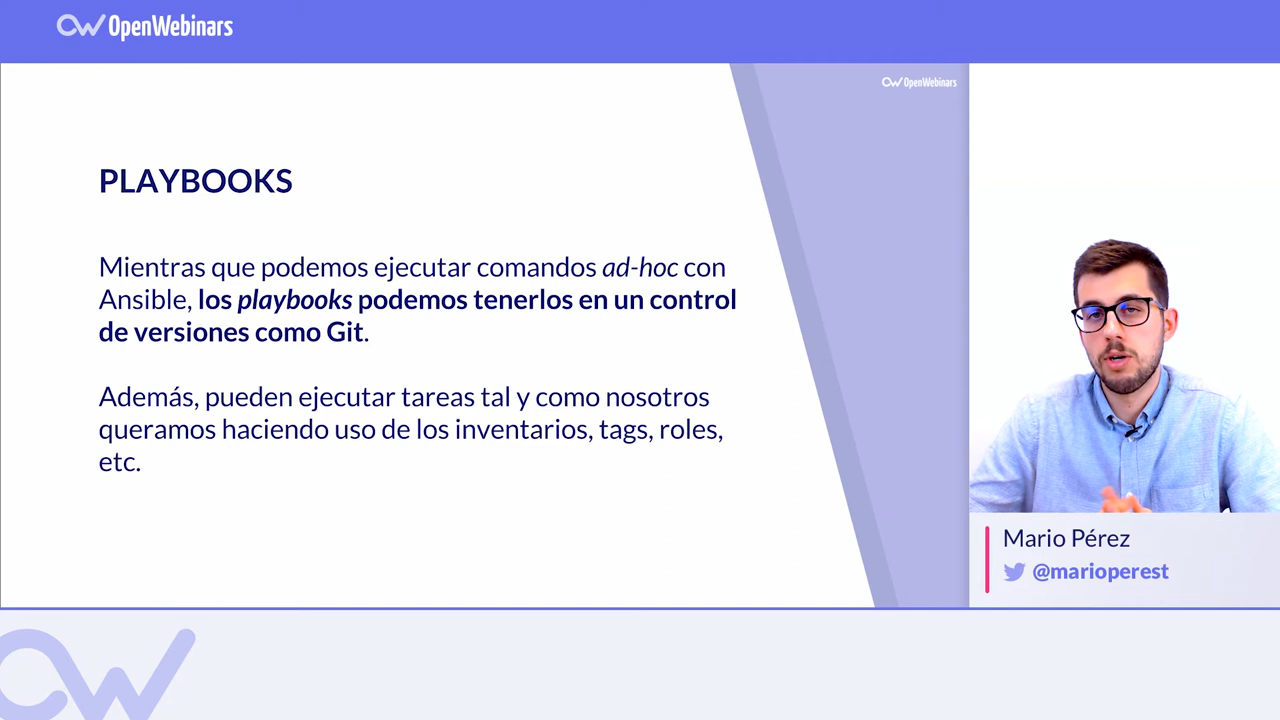 OpenWebinars
OpenWebinars
PLAYBOOKS
Mientras que podemos ejecutar comandos ad-hoc con
Ansible, los playbooks podemos tenerlos en un control
de versiones como Git.
Además, pueden ejecutar tareas tal y como nosotros
queramos haciendo uso de los inventarios, tags, roles,
etc.
Mario Pérez
@marioperest